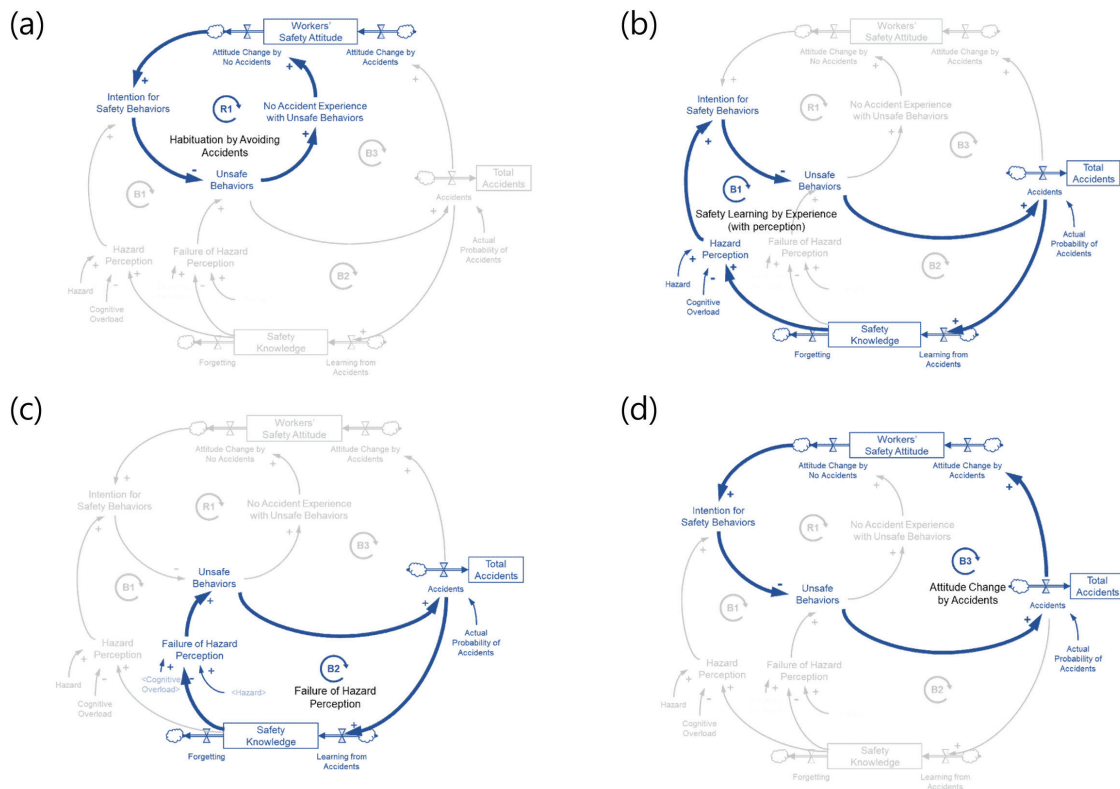 (a)
Workers'
Safety Attitude
Attitude Change by
No Accidents
Attitude Change by
Accidents
+
+
+
Intention for
Safety Behaviors
R1
No Accident Experience
with Unsafe Behaviors
Habituation by Avoiding
Accidents
+
+
B3
-
Unsafe
Behaviors
B1
Total
Accidents
Accidents
+
+
Actual
Probability of
Accidents
Hazard
Perception
Failure of Hazard
Perception
B2
+
+
-
+
-
+
Hazard
Cognitive
Overload
+
Safety
Knowledge
Forgetting
Learning from
Accidents
(b)
Workers'
Safety Attitude
Attitude Change by
No Accidents
Attitude Change by
Accidents
+
+
+
Intention for
Safety Behaviors
R1
No Accident Experience
with Unsafe Behaviors
+
+
B3
-
Unsafe
Behaviors
B1
Total
Accidents
Accidents
Safety Learning by Experience
(with perception)
+
+
Actual
Probability of
Accidents
Hazard
Perception
Failure of Hazard
Perception
B2
+
+
-
+
-
+
Hazard
Cognitive
Overload
+
Safety
Knowledge
Forgetting
Learning from
Accidents
(c)
Workers'
Safety Attitude
Attitude Change by
No Accidents
Attitude Change by
Accidents
+
+
+
Intention for
Safety Behaviors
R1
No Accident Experience
with Unsafe Behaviors
+
+
B3
-
Unsafe
Behaviors
B1
Total
Accidents
Accidents
+
+
Actual
Probability of
Accidents
Hazard
Perception
Failure of Hazard
Perception
B2
Failure of Hazard
Perception
+
+
-
+
-
+
<Cognitive
Overload>
<Hazard>
Hazard
Cognitive
Overload
+
Safety
Knowledge
Forgetting
Learning from
Accidents
(d)
Workers'
Safety Attitude
Attitude Change by
No Accidents
Attitude Change by
Accidents
+
+
+
Intention for
Safety Behaviors
R1
No Accident Experience
with Unsafe Behaviors
+
+
B3
Attitude Change
by Accidents
-
Unsafe
Behaviors
B1
Total
Accidents
Accidents
+
+
Actual
Probability of
Accidents
Hazard
Perception
Failure of Hazard
Perception
B2
+
+
-
+
-
+
Hazard
Cognitive
Overload
+
Safety
Knowledge
Forgetting
Learning from
Accidents